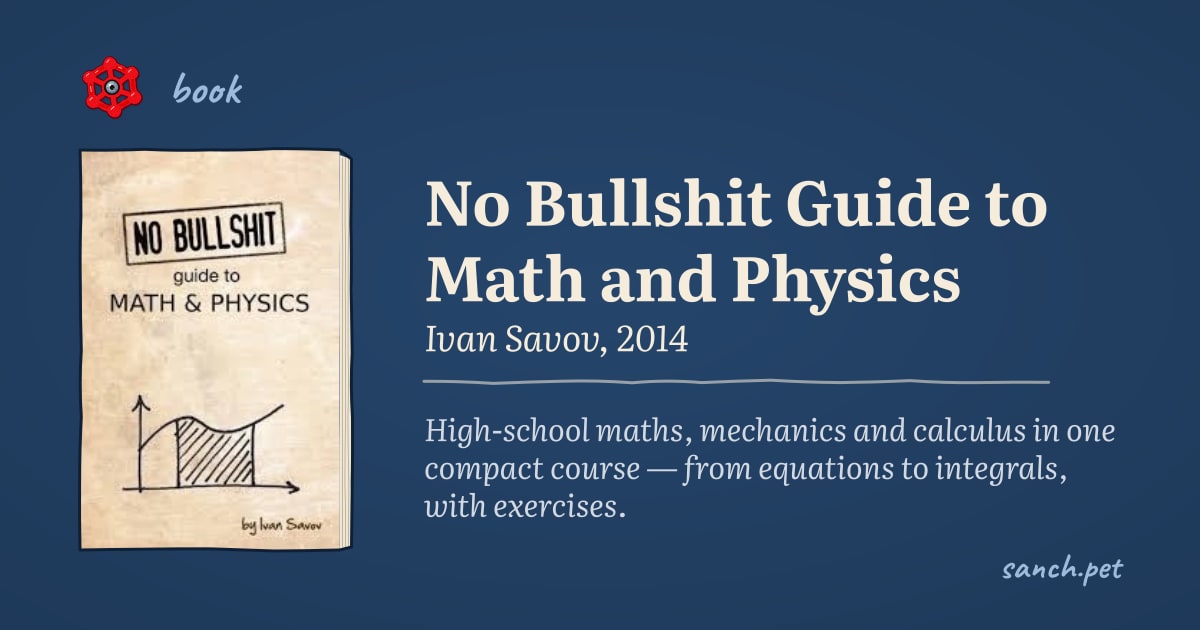 book
NO BULLSHIT
guide to
MATH & PHYSICS
by Ivan Savov
No Bullshit Guide to
Math and Physics
Ivan Savov, 2014
High-school maths, mechanics and calculus in one
compact course — from equations to integrals,
with exercises.
sanch.pet